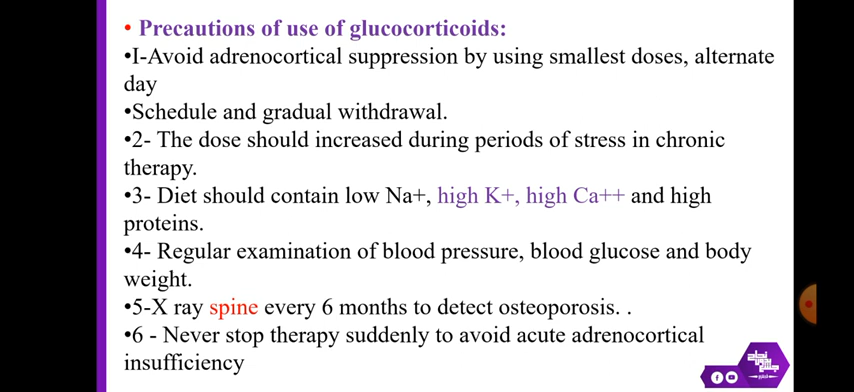 • Precautions of use of glucocorticoids:
•I-Avoid adrenocortical suppression by using smallest doses, alternate
day
•Schedule and gradual withdrawal.
•2- The dose should increased during periods of stress in chronic
therapy.
•3- Diet should contain low Na+, high K+, high Ca++ and high
proteins.
•4- Regular examination of blood pressure, blood glucose and body
weight.
•5-X ray spine every 6 months to detect osteoporosis. .
•6 - Never stop therapy suddenly to avoid acute adrenocortical
insufficiency